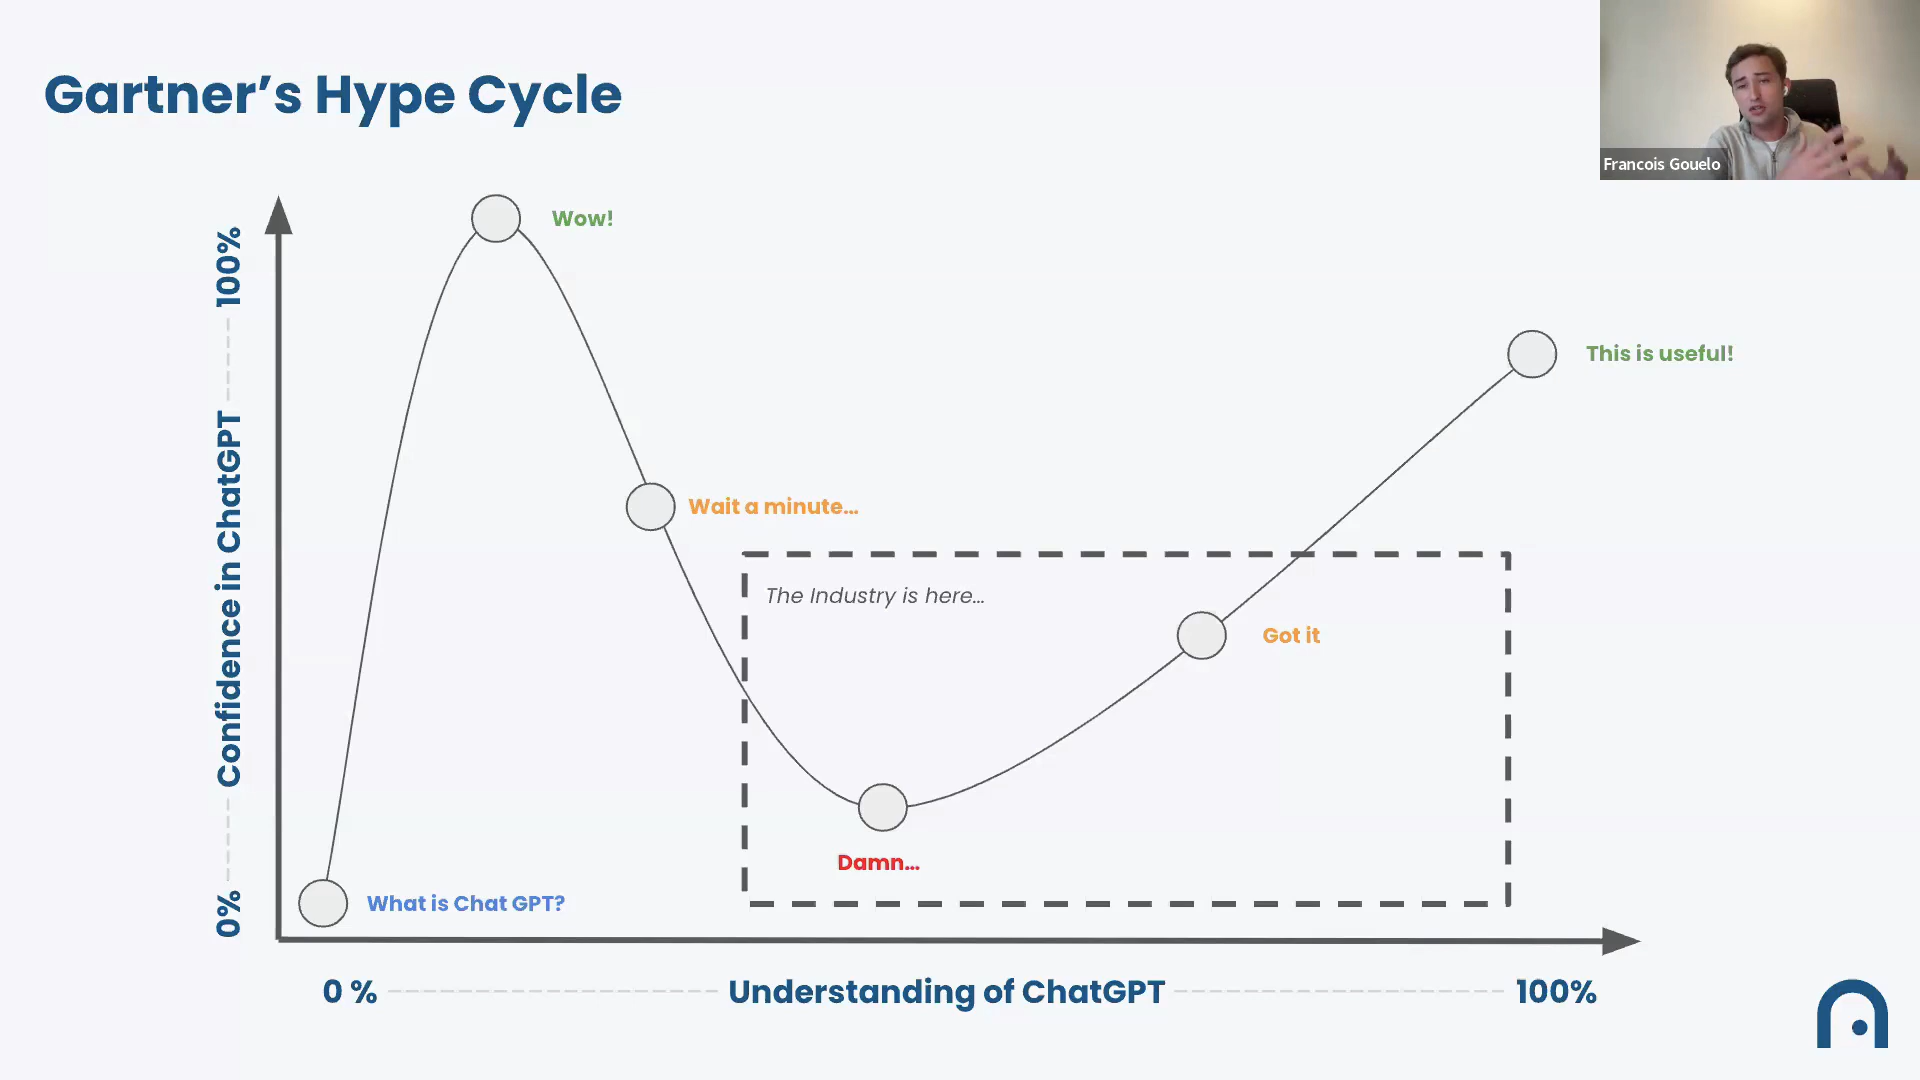 Gartner's Hype Cycle
Francois Gouelo
100%
Confidence in ChatGPT
0%
Wow!
This is useful!
Wait a minute...
The Industry is here...
Got it
Damn...
What is Chat GPT?
0 %
Understanding of ChatGPT
100%